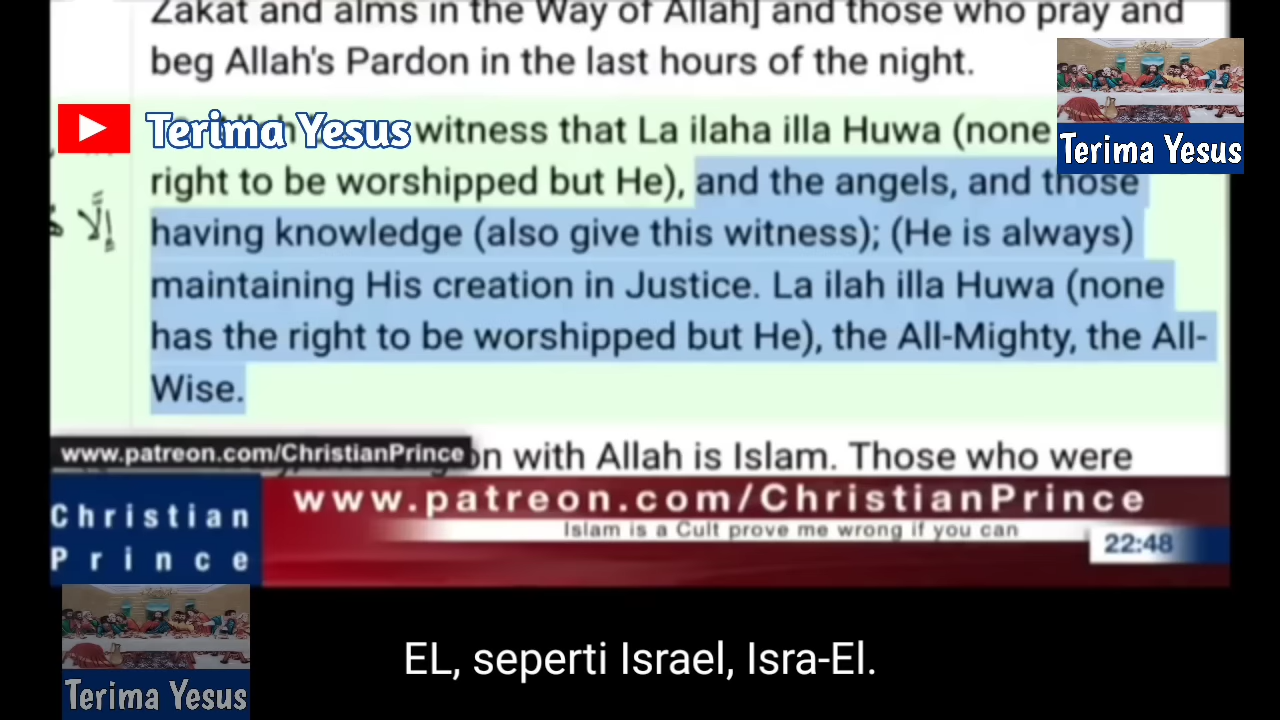 Zakat and alms in the Way of Allah] and those who pray and
beg Allah's Pardon in the last hours of the night.
Terima Yesus
witness that La ilaha illa Huwa (none
right to be worshipped but He), and the angels, and those
having knowledge (also give this witness); (He is always)
maintaining His creation in Justice. La ilah illa Huwa (none
has the right to be worshipped but He), the All-Mighty, the All-
Wise.
إلَّا
Terima Yesus
www.patreon.com/ChristianPrince
on with Allah is Islam. Those who were
Christian
Prince
www.patreon.com/ChristianPrince
Islam is a Cult prove me wrong if you can
22:48
Terima Yesus
EL, seperti Israel, Isra-El.